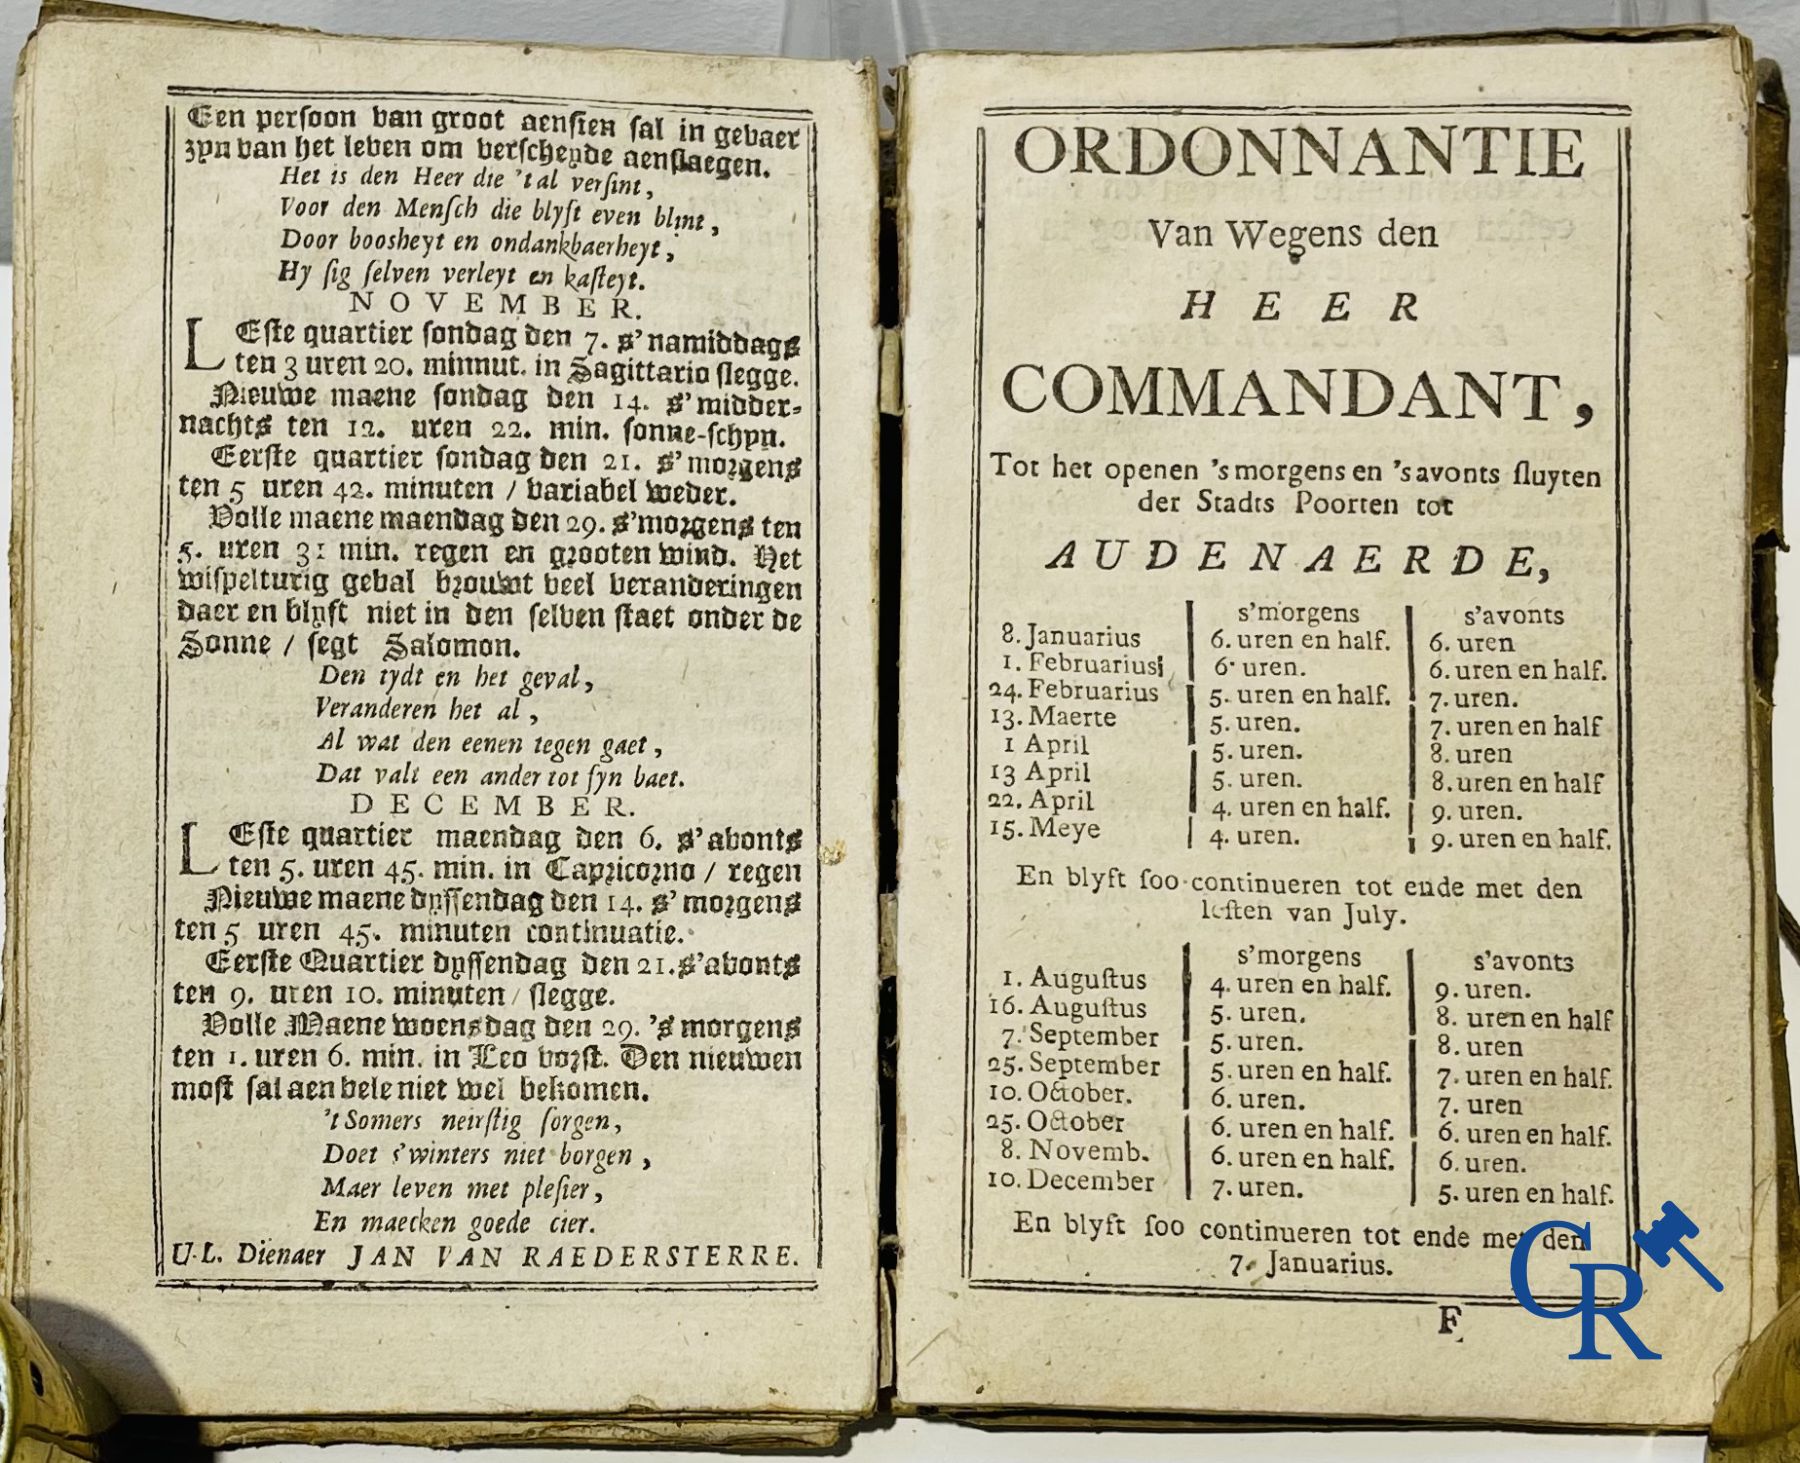 Een perſoon van groot aenſien ſal in gevaer
zyn van het leven om verſcheyde aenſlaegen.
Het is den Heer die 't al verſint,
Voor den Menſch die blyft even blint,
Door boosheyt en ondankbaerheyt,
Hy ſig ſelven verleyt en kaſteyt.
NOVEMBER.
LEſte quartier ſondag den 7. s'namiddags
ten 3 uren 20. minnut. in Sagittario ſlegge.
Nieuwe maene ſondag den 14. s'midder-
nachts ten 12. uren 22. min. ſonne-ſchyn.
Eerſte quartier ſondag den 21. s'morgens
ten 5 uren 42. minuten / variabel weder.
Volle maene maendag den 29. s'morgens ten
5. uren 31 min. regen en grooten wind. Het
wiſpelturig geval brouwt veel veranderingen
daer en blyft niet in den ſelven ſtaet onder de
Sonne / ſegt Salomon.
Den tydt en het geval,
Veranderen het al,
Al wat den eenen tegen gaet,
Dat valt een ander tot ſyn baet.
DECEMBER.
LEſte quartier maendag den 6. s'avonts
ten 5. uren 45. min. in Capricorno / regen
Nieuwe maene dyſſendag den 14. s'morgens
ten 5 uren 45. minuten continuatie.
Eerſte Quartier dyſſendag den 21. s'avonts
ten 9. uren 10. minuten / ſlegge.
Volle Maene woensdag den 29. 's morgens
ten 1. uren 6. min. in Leo vorſt. Den nieuwen
moſt ſal aen vele niet wel bekomen.
't Somers neirſtig ſorgen,
Doet s'winters niet borgen,
Maer leven met pleſier,
En maecken goede cier.
U.L. Dienaer JAN VAN RAEDERSTERRE.
ORDONNANTIE
Van Wegens den
HEER
COMMANDANT,
Tot het openen 's morgens en 's avonts ſluyten
der Stadts Poorten tot
AUDENAERDE,
s'morgens s'avonts
8. Januarius 6. uren en half. 6. uren
1. Februarius 6. uren. 6. uren en half.
24. Februarius 5. uren en half. 7. uren.
13. Maerte 5. uren. 7. uren en half
1 April 5. uren. 8. uren
13 April 5. uren. 8. uren en half
22. April 4. uren en half. 9. uren.
15. Meye 4. uren. 9. uren en half.
En blyft ſoo continueren tot ende met den
leſten van July.
s'morgens s'avonts
1. Auguſtus 4. uren en half. 9. uren.
16. Auguſtus 5. uren. 8. uren en half
7. September 5. uren. 8. uren
25. September 5. uren en half. 7. uren en half.
10. October. 6. uren. 7. uren
25. October 6. uren en half. 6. uren en half.
8. Novemb. 6. uren en half. 6. uren.
10. December 7. uren. 5. uren en half.
En blyft ſoo continueren tot ende met den
7. Januarius.
F
CR